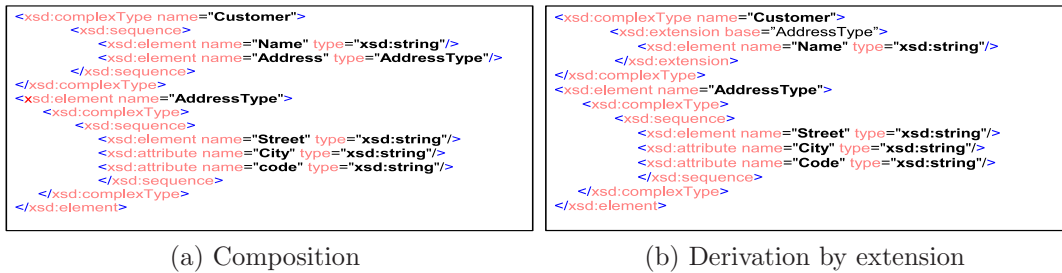 <xsd:complexType name="Customer">
<xsd:sequence>
<xsd:element name="Name" type="xsd:string"/>
<xsd:element name="Address" type="AddressType"/>
</xsd:sequence>
</xsd:complexType>
<xsd:element name="AddressType">
<xsd:complexType>
<xsd:sequence>
<xsd:element name="Street" type="xsd:string"/>
<xsd:attribute name="City" type="xsd:string"/>
<xsd:attribute name="code" type="xsd:string"/>
</xsd:sequence>
</xsd:complexType>
</xsd:element>
(a) Composition
<xsd:complexType name="Customer">
<xsd:extension base=”AddressType”>
<xsd:element name="Name" type="xsd:string"/>
</xsd:extension>
</xsd:complexType>
<xsd:element name="AddressType">
<xsd:complexType>
<xsd:sequence>
<xsd:element name="Street" type="xsd:string"/>
<xsd:attribute name="City" type="xsd:string"/>
<xsd:attribute name="Code" type="xsd:string"/>
</xsd:sequence>
</xsd:complexType>
</xsd:element>
(b) Derivation by extension